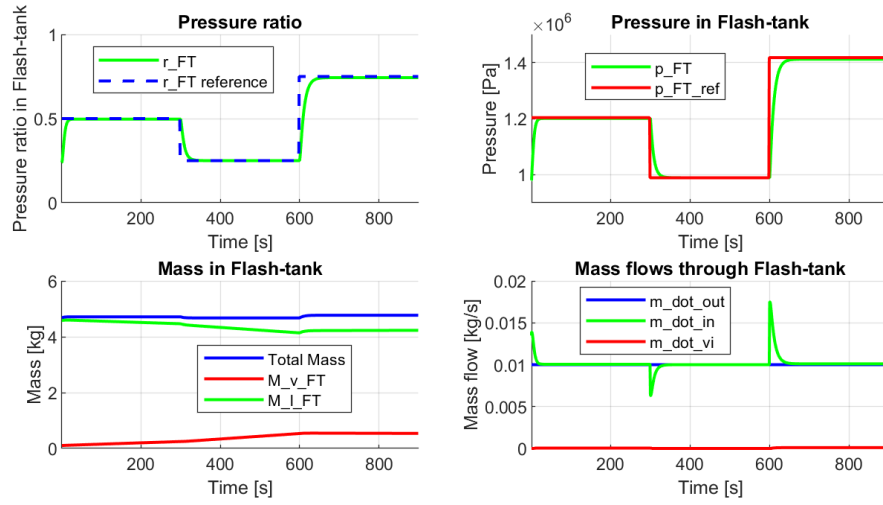 Pressure ratio
Pressure ratio in Flash-tank
1
0.5
0
r_FT
r_FT reference
200 400 600 800
Time [s]
Pressure in Flash-tank
×10^6
Pressure [Pa]
1.4
1.2
1
p_FT
p_FT_ref
200 400 600 800
Time [s]
Mass in Flash-tank
Mass [kg]
6
4
2
0
Total Mass
M_v_FT
M_l_FT
200 400 600 800
Time [s]
Mass flows through Flash-tank
Mass flow [kg/s]
0.02
0.015
0.01
0.005
0
m_dot_out
m_dot_in
m_dot_vi
200 400 600 800
Time [s]